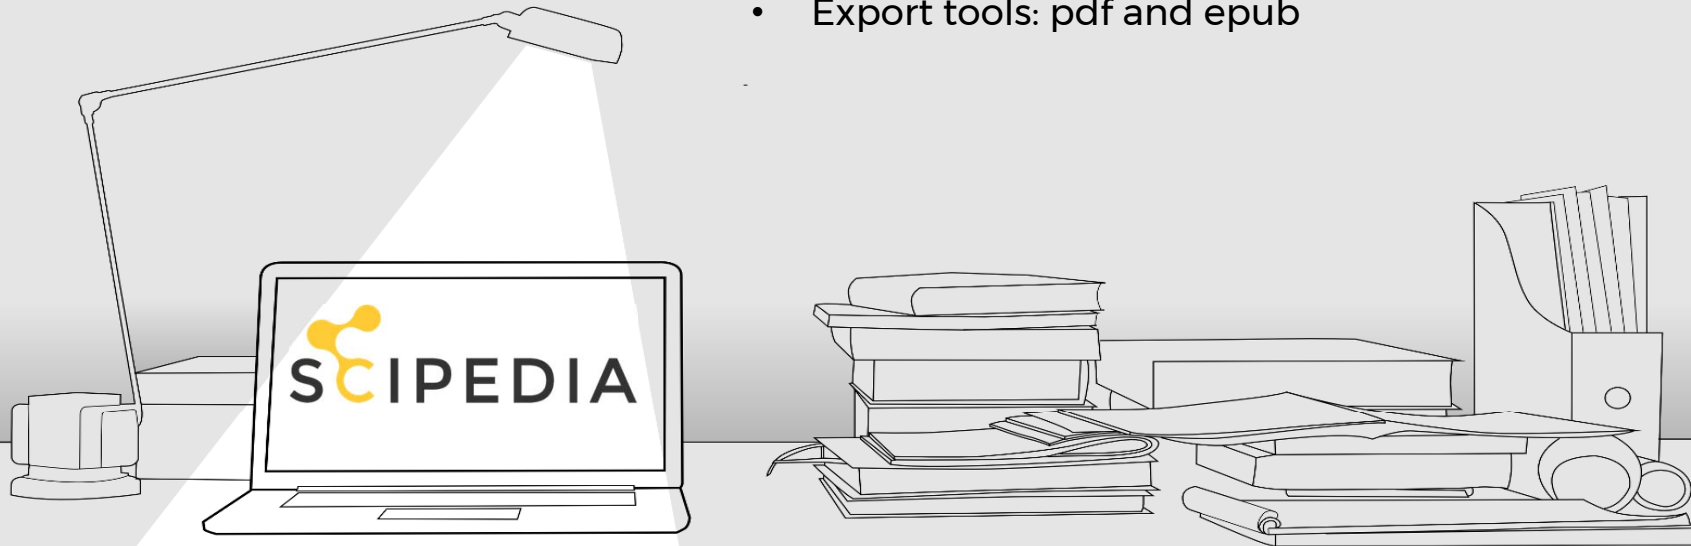 • Export tools: pdf and epub
-
SCIPEDIA